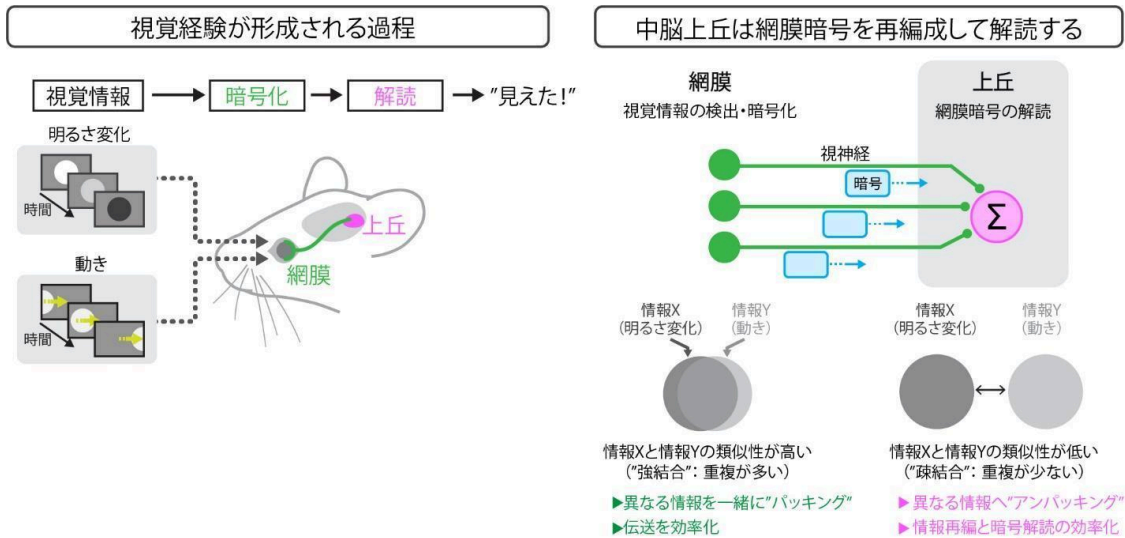 視覚経験が形成される過程
視覚情報
暗号化
解読
"見えた!"
明るさ変化
時間
動き
時間
上丘
網膜
中脳上丘は網膜暗号を再編成して解読する
網膜
視覚情報の検出・暗号化
上丘
網膜暗号の解読
視神経
暗号
Σ
情報X
(明るさ変化)
情報Y
(動き)
情報X
(明るさ変化)
情報Y
(動き)
情報Xと情報Yの類似性が高い
("強結合": 重複が多い)
▶異なる情報を一緒に"パッキング"
▶伝送を効率化
情報Xと情報Yの類似性が低い
("疎結合": 重複が少ない)
▶異なる情報へ"アンパッキング"
▶情報再編と暗号解読の効率化